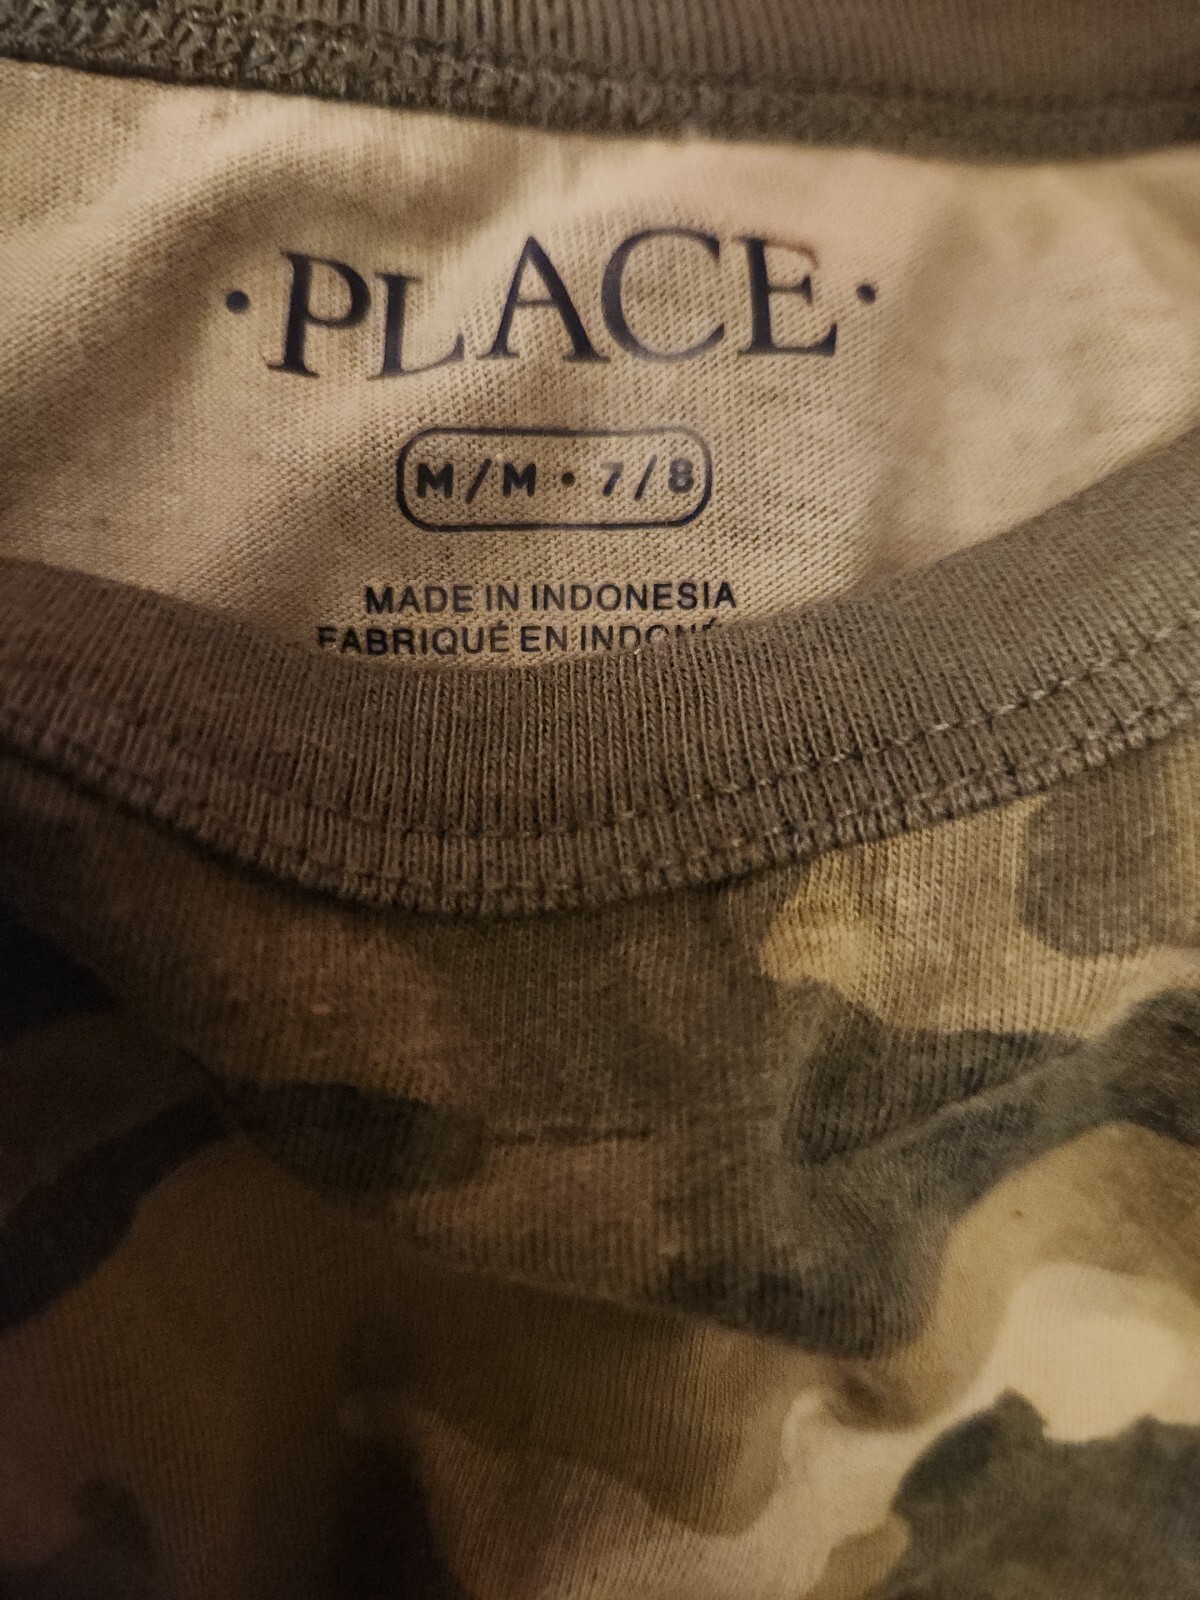 ·PLACE·
M/M · 7/8
MADE IN INDONESIA
FABRIQUÉ EN